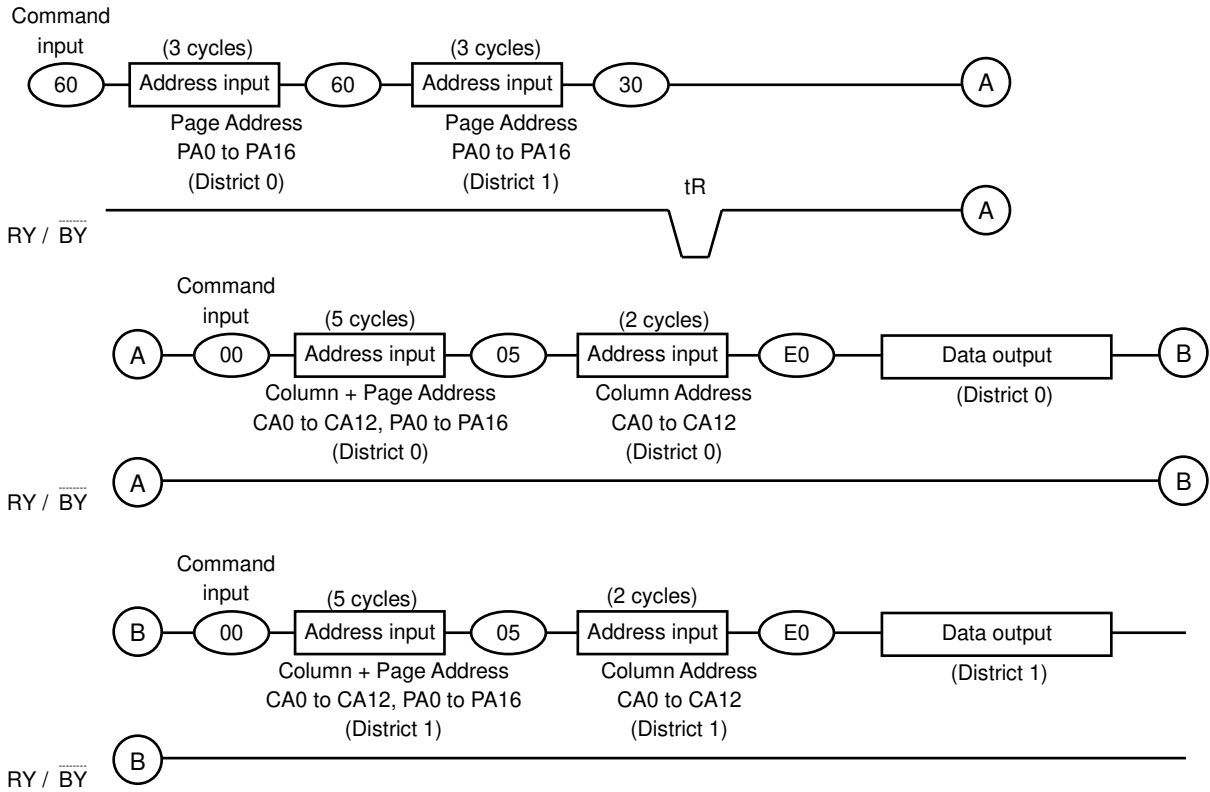 Command
input
(3 cycles)
(3 cycles)
60
Address input
60
Address input
30
A
Page Address
PA0 to PA16
(District 0)
Page Address
PA0 to PA16
(District 1)
tR
A
RY / BY
Command
input
(5 cycles)
(2 cycles)
A
00
Address input
05
Address input
E0
Data output
B
Column + Page Address
CA0 to CA12, PA0 to PA16
(District 0)
Column Address
CA0 to CA12
(District 0)
(District 0)
A
B
RY / BY
Command
input
(5 cycles)
(2 cycles)
B
00
Address input
05
Address input
E0
Data output
Column + Page Address
CA0 to CA12, PA0 to PA16
(District 1)
Column Address
CA0 to CA12
(District 1)
(District 1)
B
RY / BY